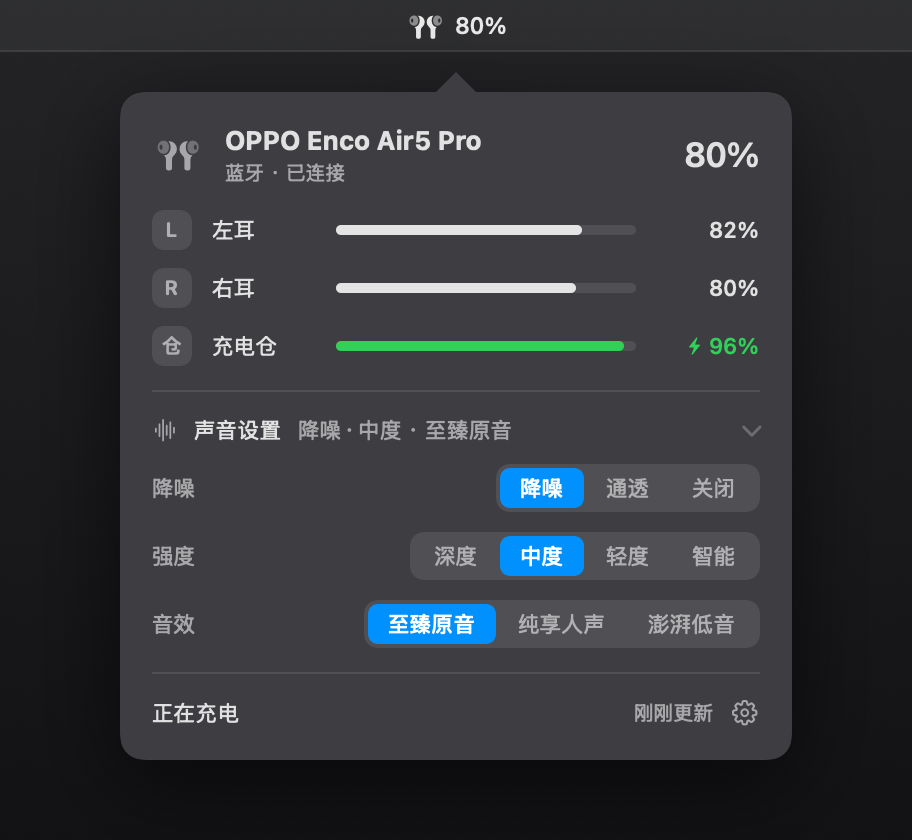 80%
OPPO Enco Air5 Pro
蓝牙 · 已连接
80%
L 左耳 82%
R 右耳 80%
仓 充电仓 96%
声音设置 降噪 · 中度 · 至臻原音
降噪 降噪 通透 关闭
强度 深度 中度 轻度 智能
音效 至臻原音 纯享人声 澎湃低音
正在充电 刚刚更新